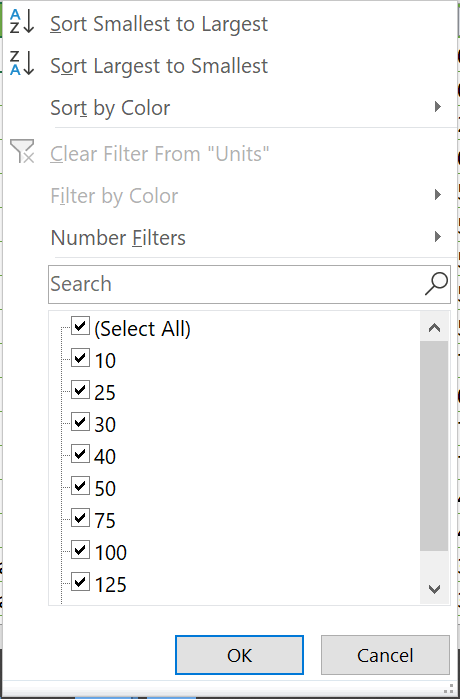 Sort Smallest to Largest
Sort Largest to Smallest
Sort by Color
Clear Filter From "Units"
Filter by Color
Number Filters
Search
(Select All)
10
25
30
40
50
75
100
125
OK
Cancel